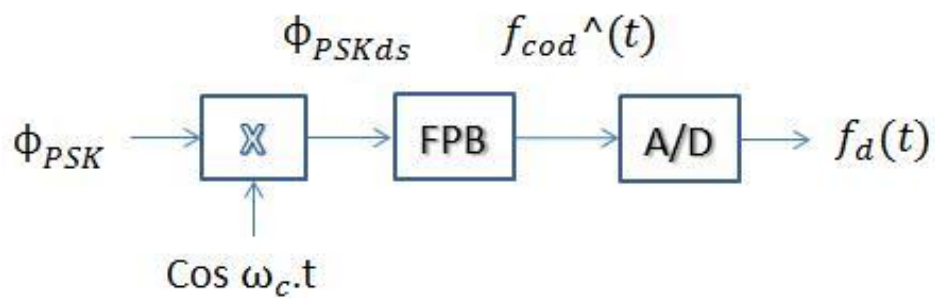 Φ_PSKds f_cod^(t)
Φ_PSK X FPB A/D f_d(t)
Cos ω_c.t